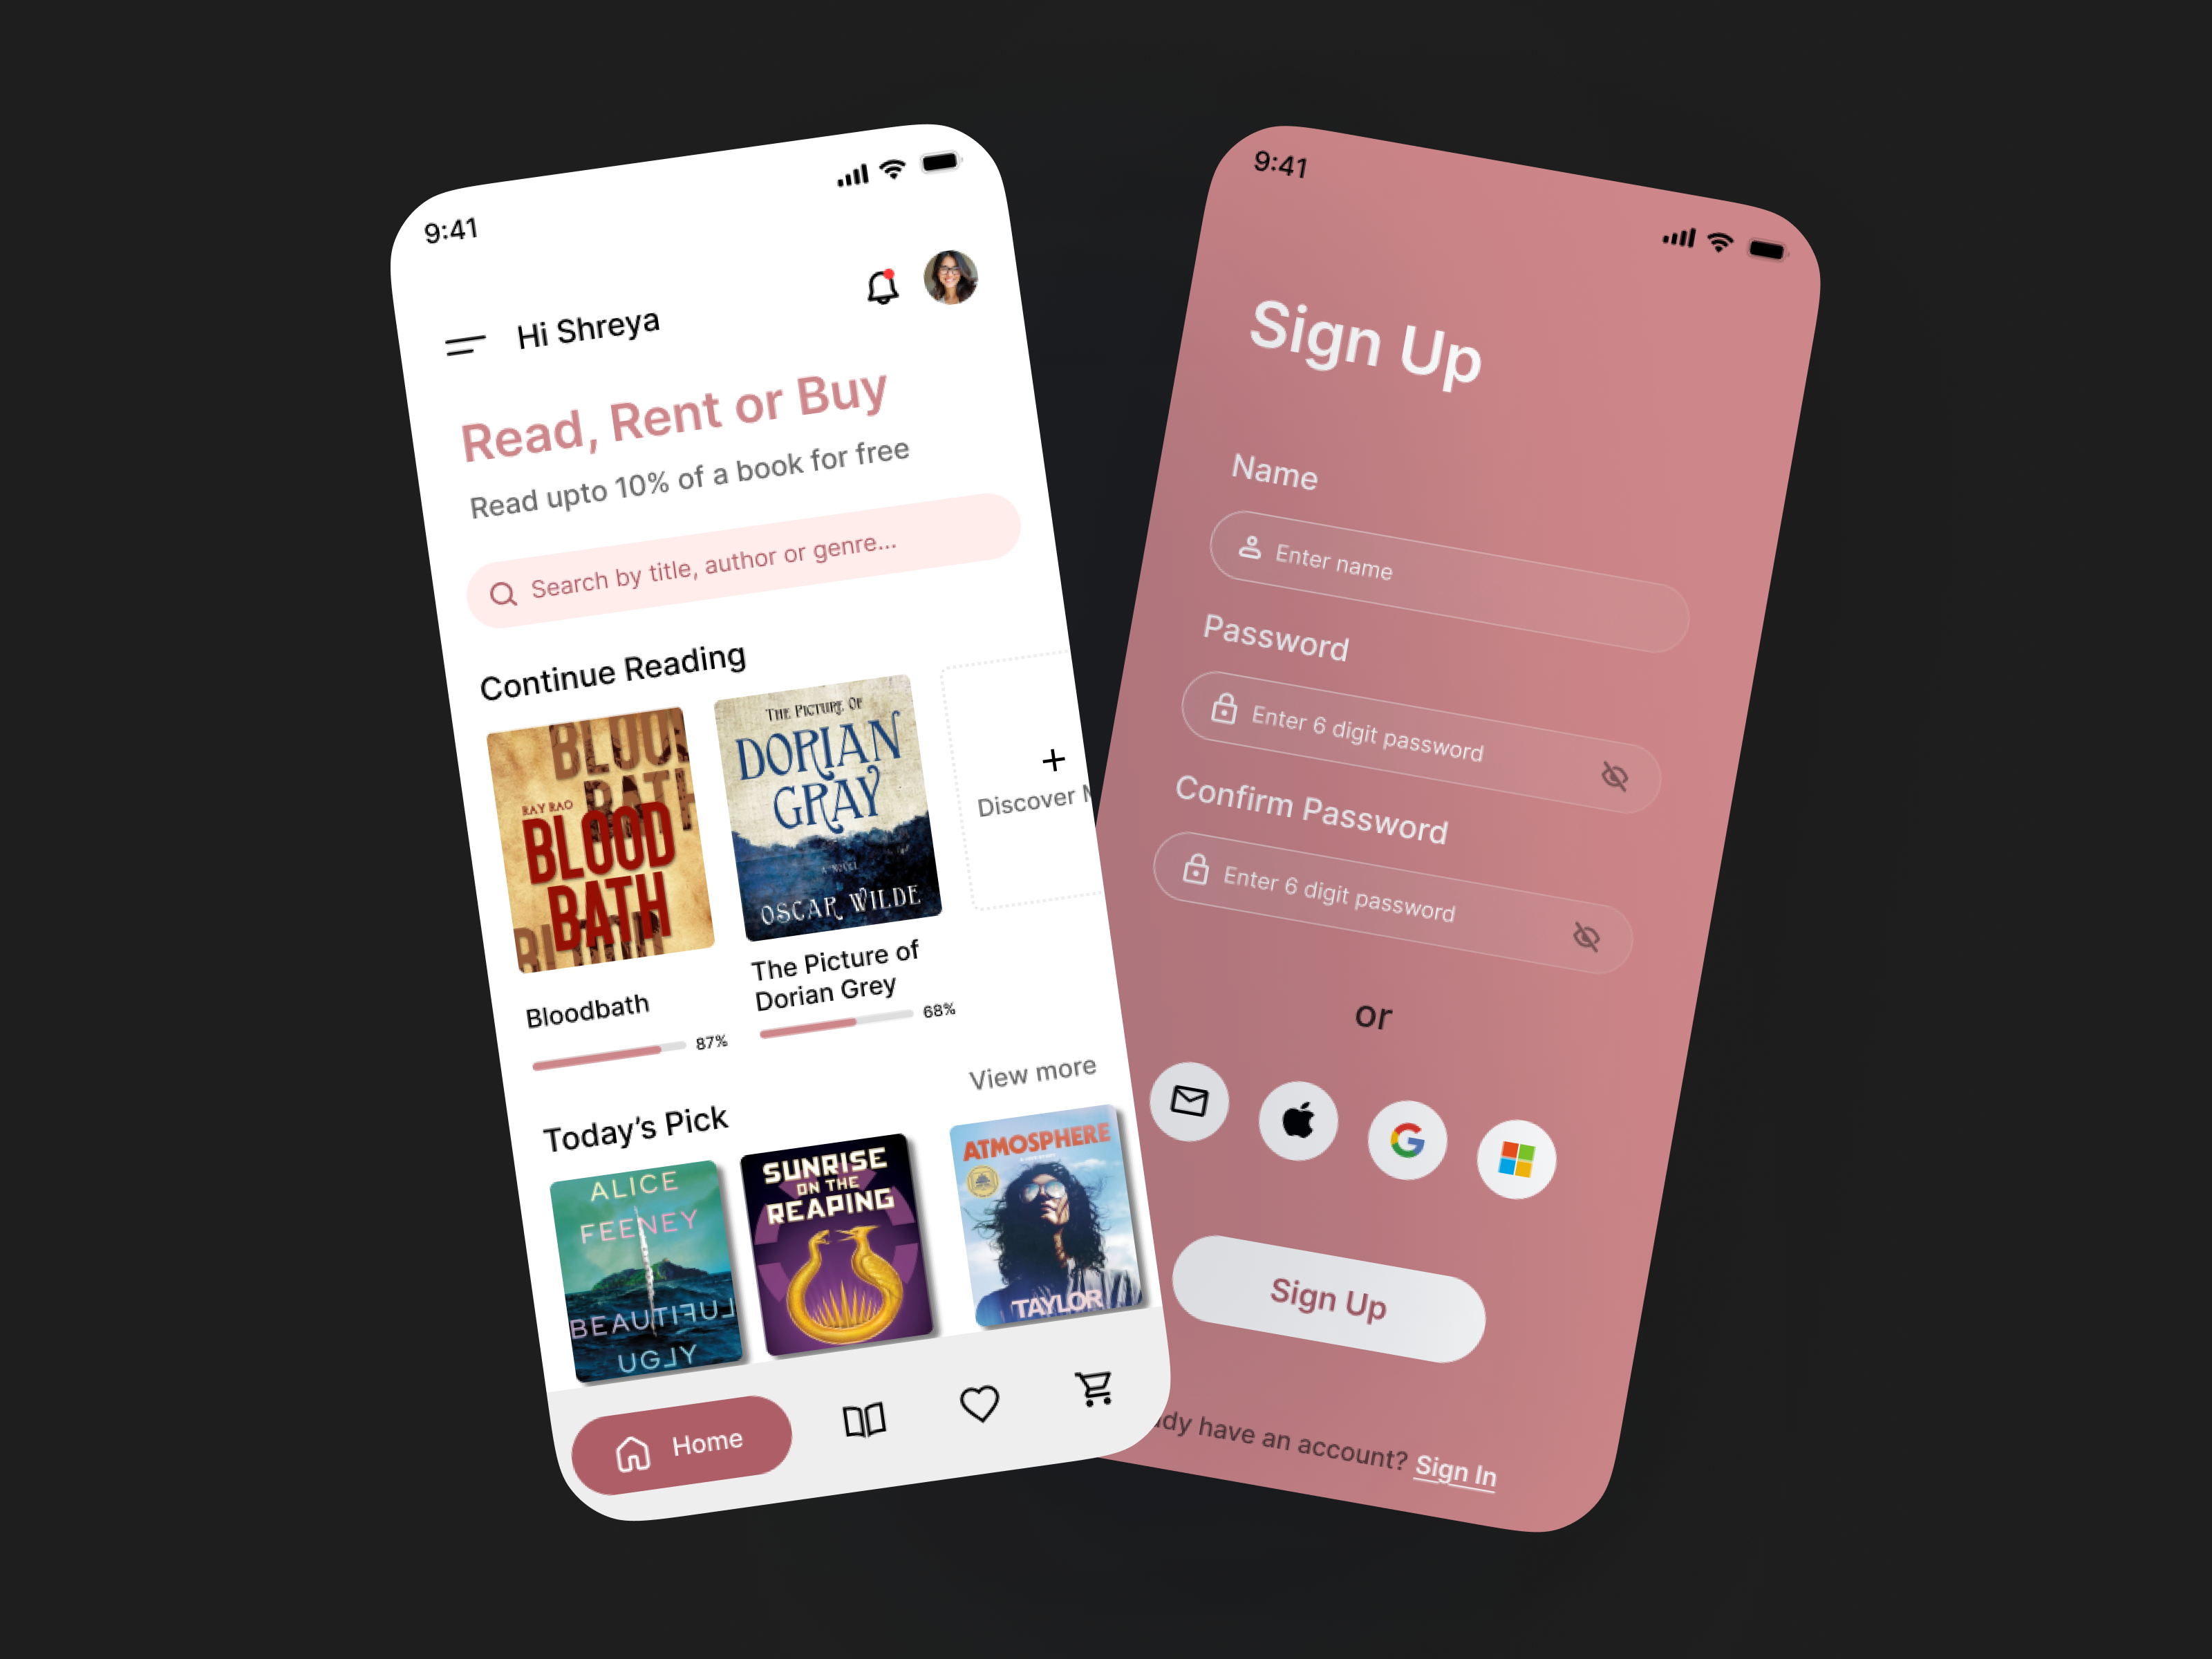 9:41
Hi Shreya
Read, Rent or Buy
Read upto 10% of a book for free
Search by title, author or genre...
Continue Reading
BLOOD
BATH
RAY RAO
BLOOD
BATH
THE PICTURE OF
DORIAN
GRAY
A NOVEL
OSCAR WILDE
+
Discover M
Bloodbath
87%
The Picture of
Dorian Grey
68%
View more
Today's Pick
ALICE
FEENEY
BEAUTIFUL
UGLY
SUNRISE
ON THE
REAPING
ATMOSPHERE
TAYLOR
Home
9:41
Sign Up
Name
Enter name
Password
Enter 6 digit password
Confirm Password
Enter 6 digit password
or
Sign Up
dy have an account? Sign In